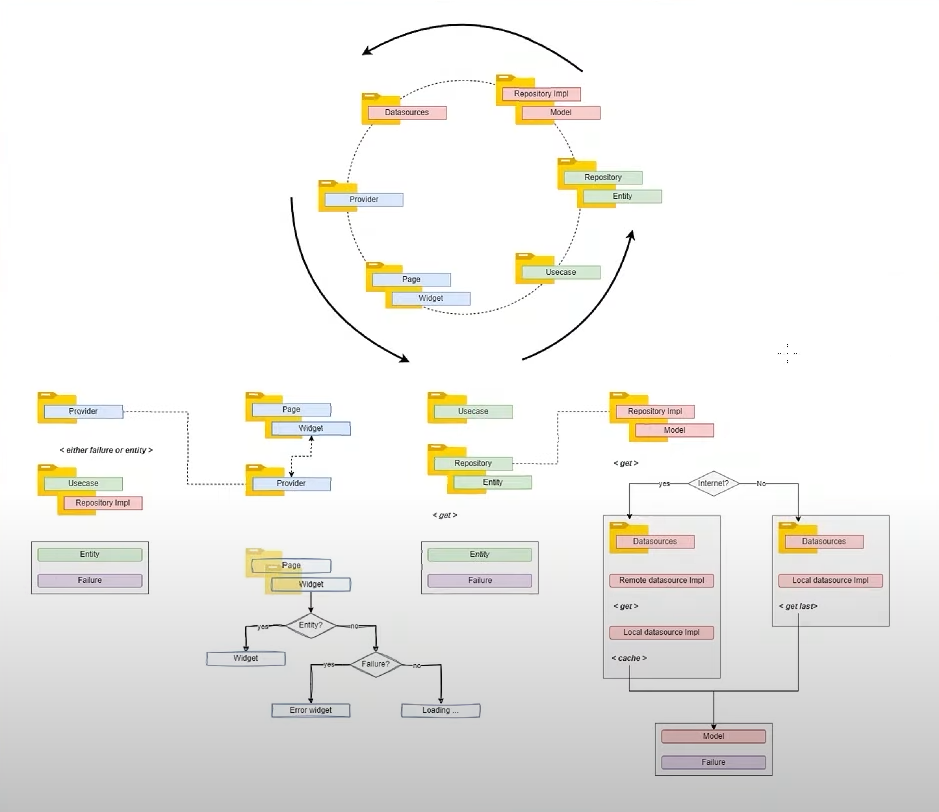 Repository Impl
Datasources
Model
Repository
Provider
Entity
Page
Usecase
Widget
Provider
< either failure or entity >
Usecase
Repository Impl
Entity
Failure
Page
Widget
Provider
Page
Widget
Entity?
yes
no
Widget
Failure?
yes
no
Error widget
Loading ...
Usecase
Repository
Entity
< get >
Entity
Failure
Repository Impl
Model
< get >
Internet?
yes
No
Datasources
Remote datasource Impl
< get >
Local datasource Impl
< cache >
Datasources
Local datasource Impl
< get last>
Model
Failure